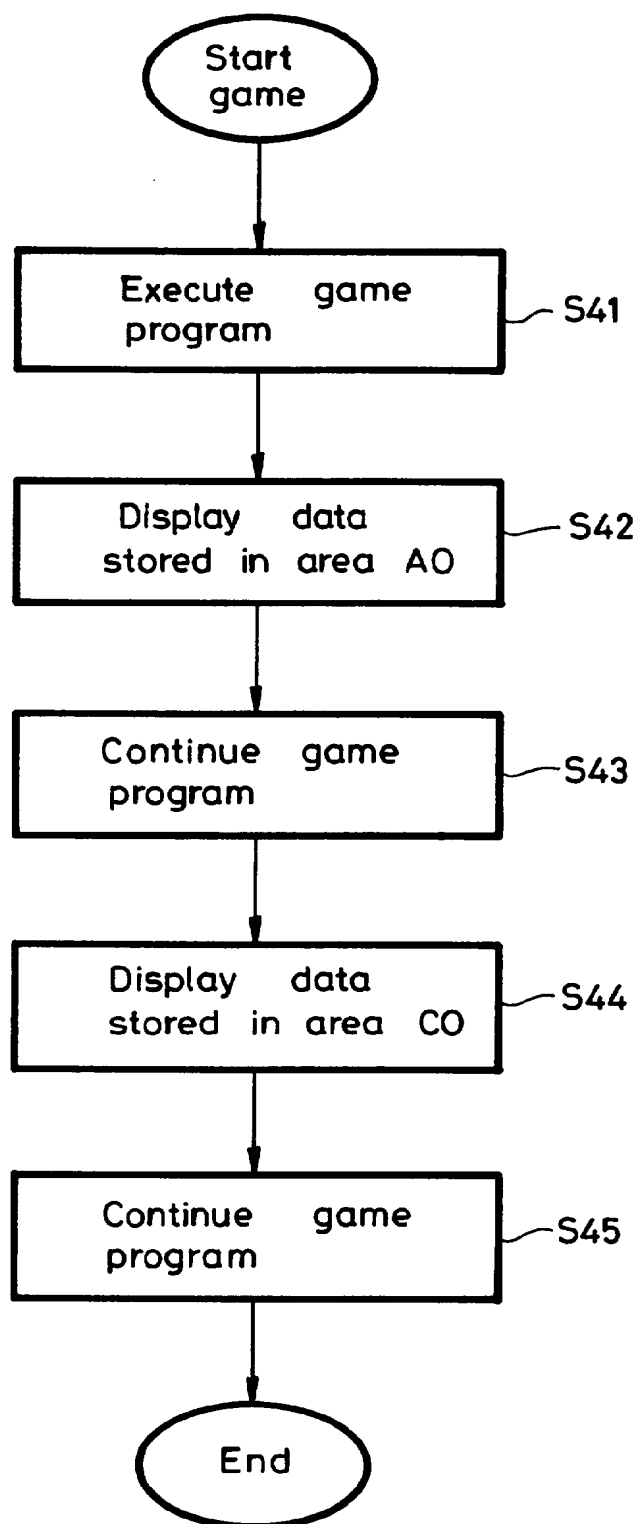 Start
game
Execute game
program
S41
Display data
stored in area AO
S42
Continue game
program
S43
Display data
stored in area CO
S44
Continue game
program
S45
End